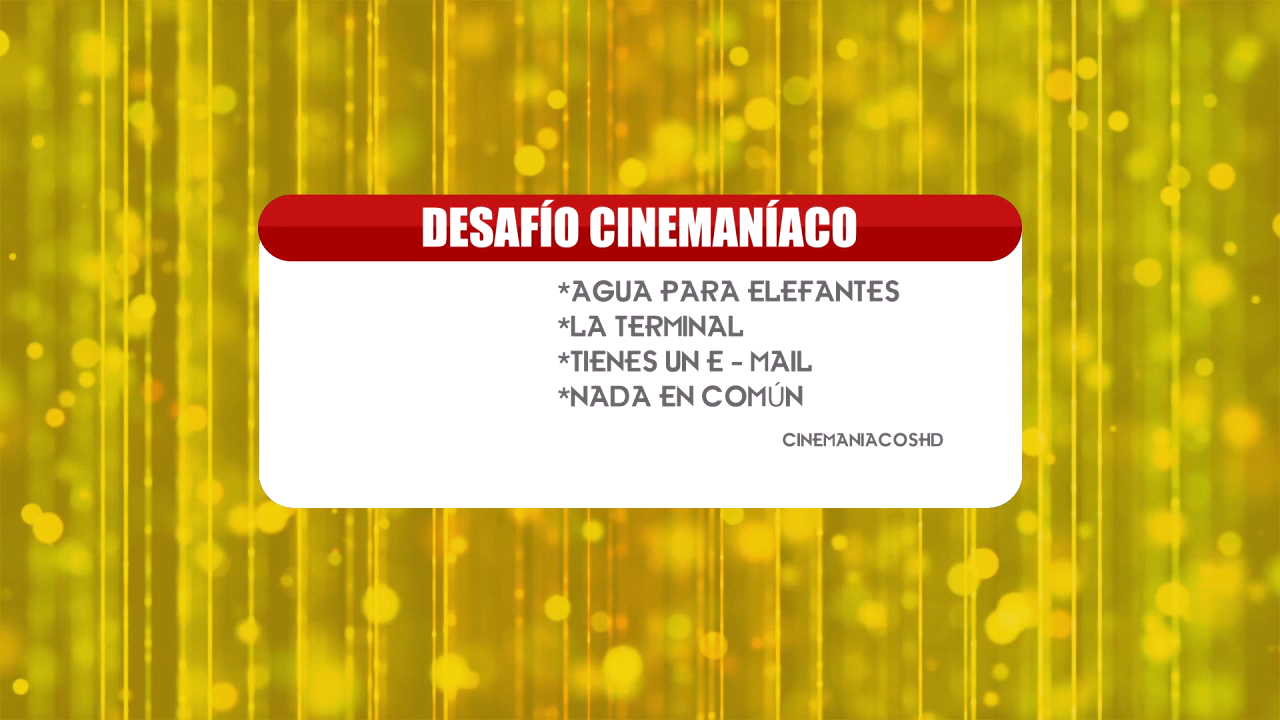 DESAFÍO CINEMANÍACO
*AGUA PARA ELEFANTES
*LA TERMINAL
*TIENES UN E - MAIL
*NADA EN COMÚN
CINEMANIACOSHD